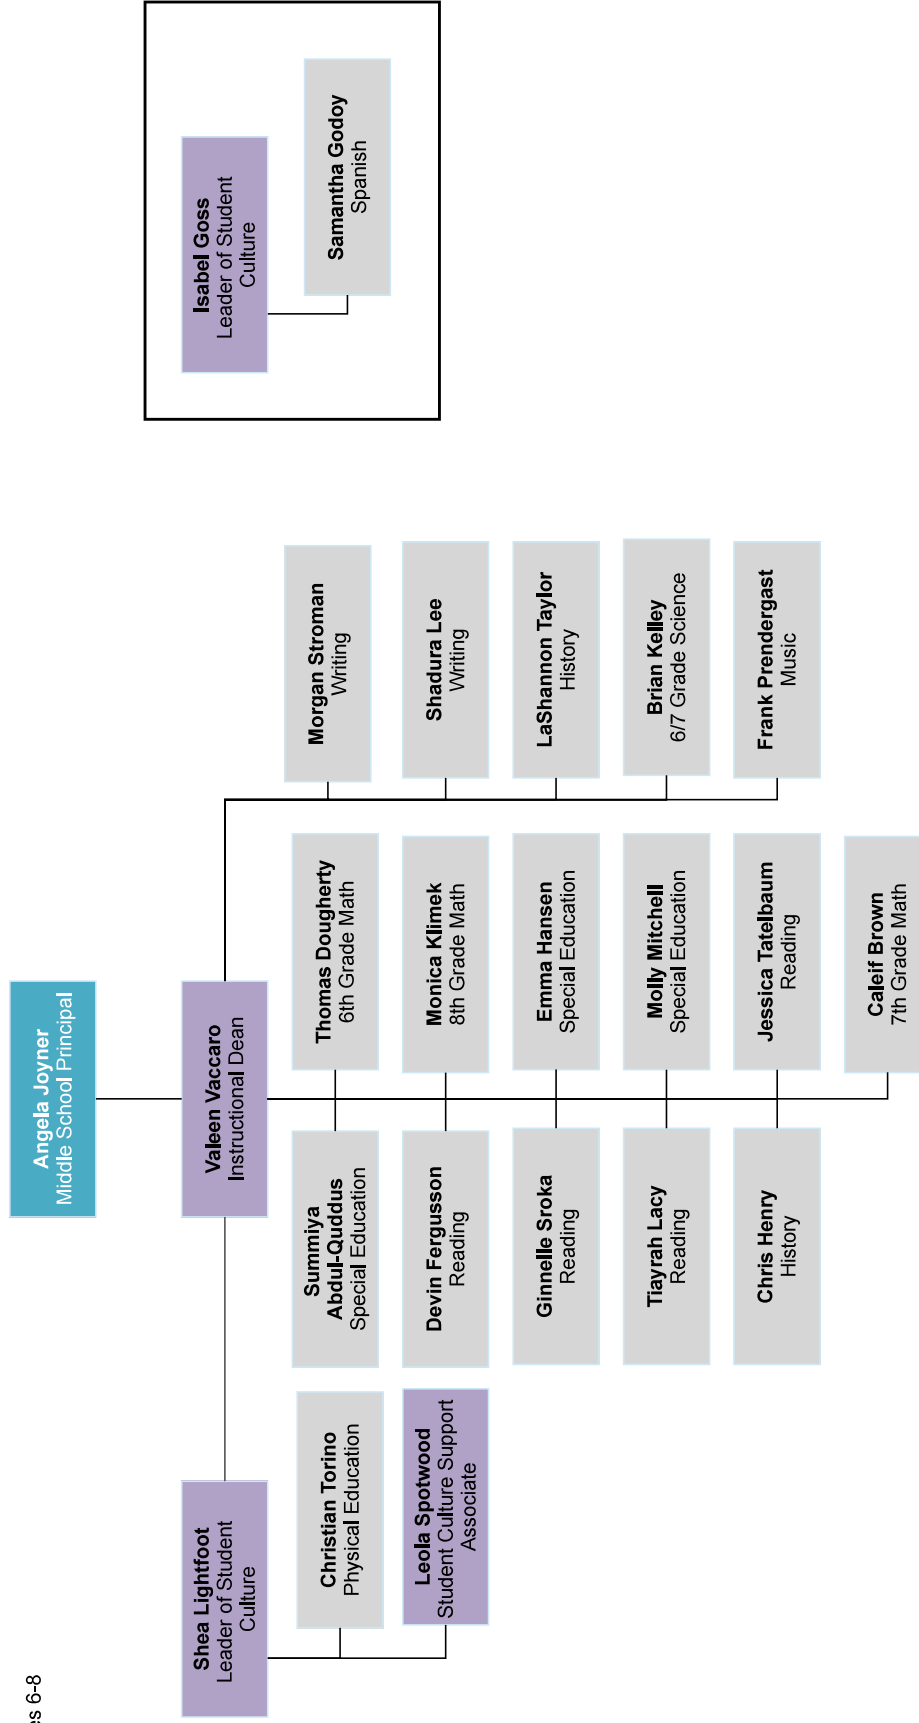 6-8
Angela Joyner
Middle School Principal
Shea Lightfoot
Leader of Student
Culture
Valeen Vaccaro
Instructional Dean
Isabel Goss
Leader of Student
Culture
Christian Torino
Physical Education
Leola Spotwood
Student Culture Support
Associate
Summiya
Abdul-Quddus
Special Education
Devin Fergusson
Reading
Ginnelle Sroka
Reading
Tiayrah Lacy
Reading
Chris Henry
History
Thomas Dougherty
6th Grade Math
Monica Klimek
8th Grade Math
Emma Hansen
Special Education
Molly Mitchell
Special Education
Jessica Tatelbaum
Reading
Caleif Brown
7th Grade Math
Morgan Stroman
Writing
Shadura Lee
Writing
LaShannon Taylor
History
Brian Kelley
6/7 Grade Science
Frank Prendergast
Music
Samantha Godoy
Spanish